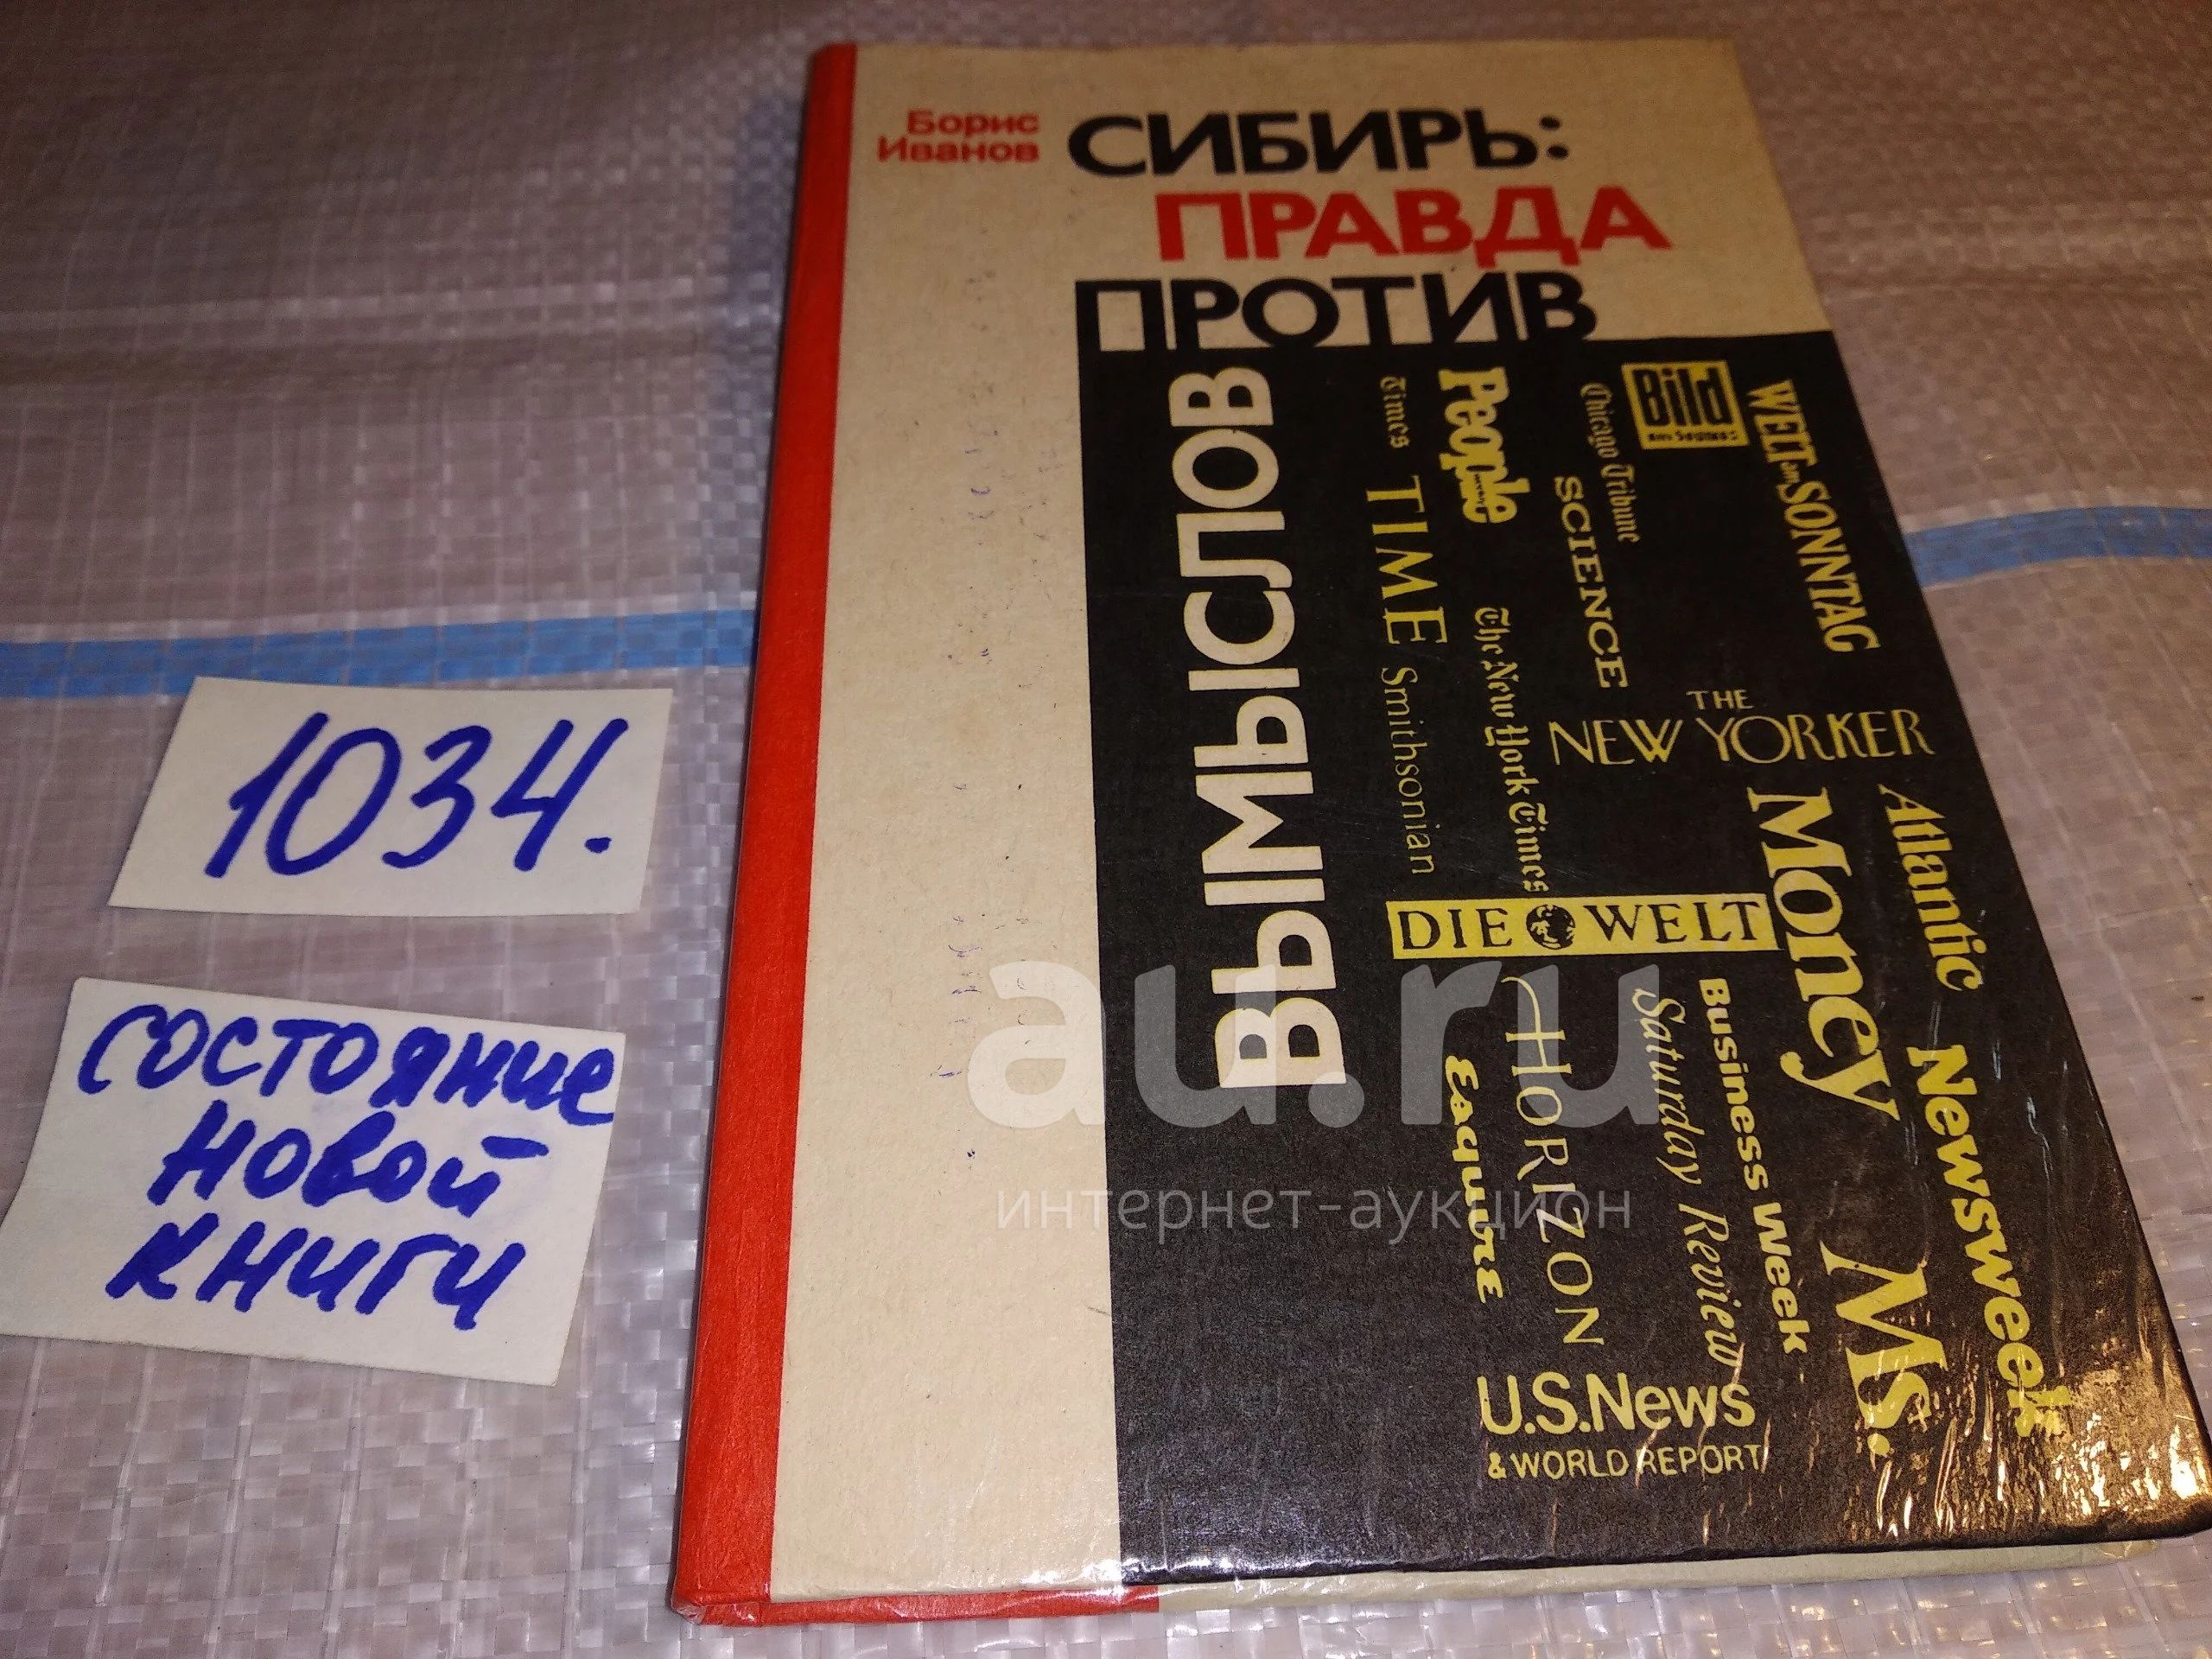 Борис
Иванов
СИБИРЬ:
ПРАВДА
ПРОТИВ
ВЫМЫСЛОВ
Times
TIME
Smithsonian
People
The New York Times
Chicago Tribune
SCIENCE
Bild
am Sonntag
WELT am SONNTAG
THE
NEW YORKER
DIE WELT
Money
Atlantic
Esquire
HORIZON
Saturday Review
Business Week
Ms.
Newsweek
U.S.News
& WORLD REPORT
1034.
состояние
новой
книги
au.ru
интернет-аукцион